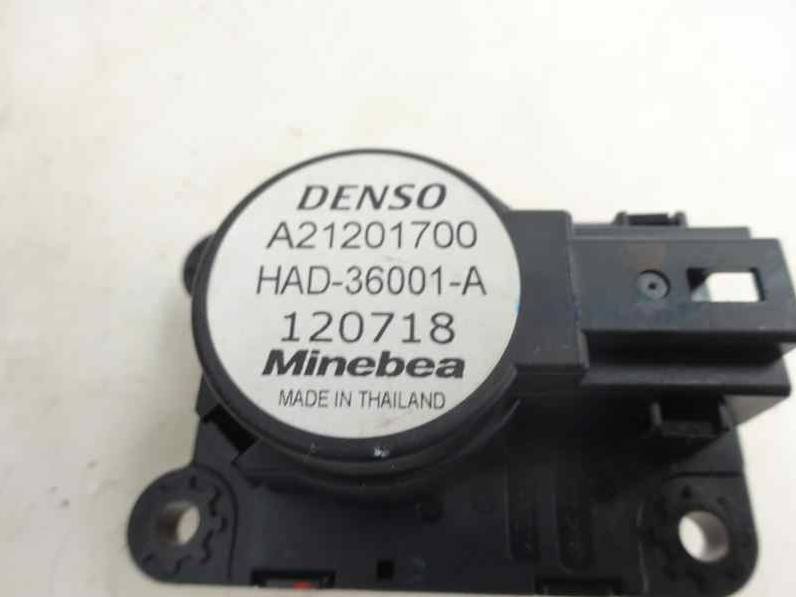 DENSO
A21201700
HAD-36001-A
120718
Minebea
MADE IN THAILAND